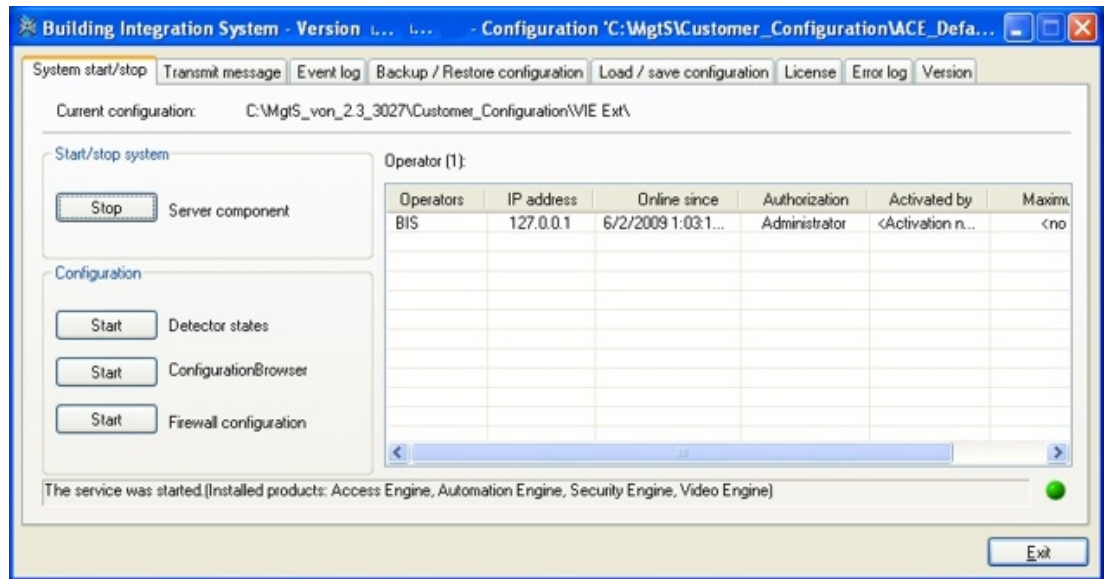 Building Integration System - Version - Configuration 'C:\MgtS\Customer_Configuration\ACE_Defa...
System start/stop Transmit message Event log Backup / Restore configuration Load / save configuration License Error log Version
Current configuration: C:\MgtS_von_2.3_3027\Customer_Configuration\VIE Ext\
Start/stop system
Stop Server component
Configuration
Start Detector states
Start ConfigurationBrowser
Start Firewall configuration
Operator (1):
Operators IP address Online since Authorization Activated by Maximu
BIS 127.0.0.1 6/2/2009 1:03:1... Administrator <Activation n... <no
The service was started.(Installed products: Access Engine, Automation Engine, Security Engine, Video Engine)
Exit